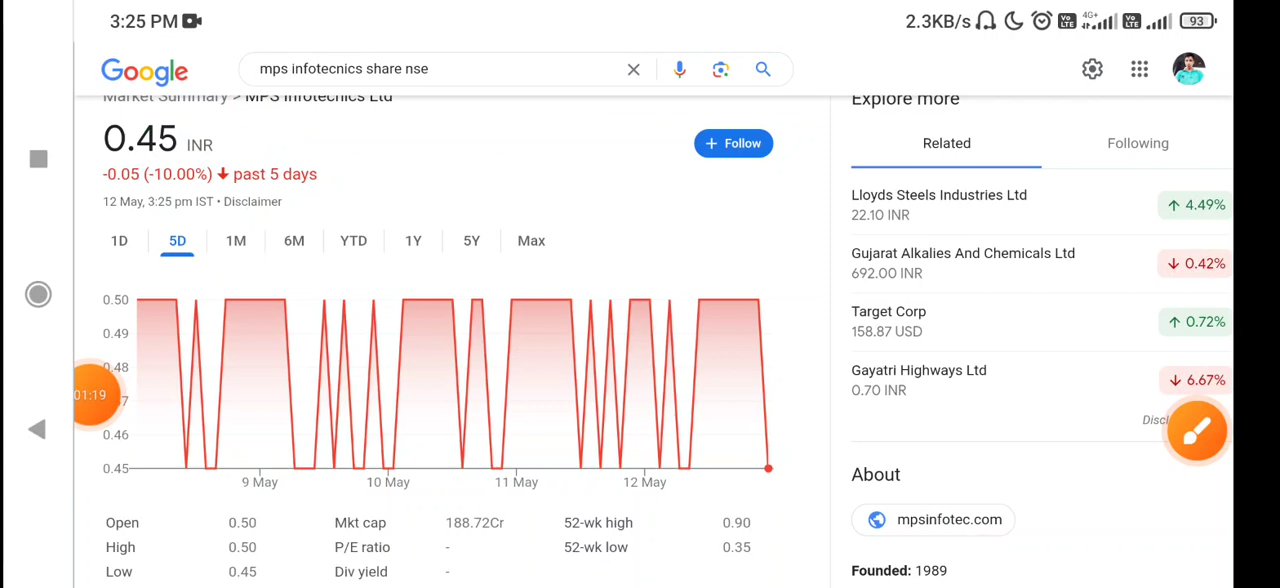 3:25 PM
2.3KB/s
Vo LTE
4G+
Vo LTE
93
Google
mps infotecnics share nse
Market Summary > MPS Infotecnics Ltd
0.45 INR
-0.05 (-10.00%) ↓ past 5 days
12 May, 3:25 pm IST • Disclaimer
+ Follow
1D 5D 1M 6M YTD 1Y 5Y Max
0.50
0.49
0.48
0.46
0.45
9 May 10 May 11 May 12 May
01:19
Open 0.50 Mkt cap 188.72Cr 52-wk high 0.90
High 0.50 P/E ratio - 52-wk low 0.35
Low 0.45 Div yield -
Explore more
Related Following
Lloyds Steels Industries Ltd
22.10 INR
↑ 4.49%
Gujarat Alkalies And Chemicals Ltd
692.00 INR
↓ 0.42%
Target Corp
158.87 USD
↑ 0.72%
Gayatri Highways Ltd
0.70 INR
↓ 6.67%
About
mpsinfotec.com
Founded: 1989